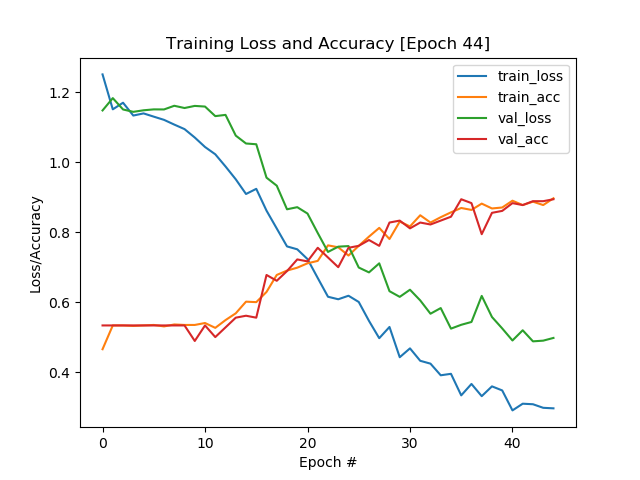 Training Loss and Accuracy [Epoch 44]
train_loss
train_acc
val_loss
val_acc
Loss/Accuracy
1.2
1.0
0.8
0.6
0.4
0
10
20
30
40
Epoch #